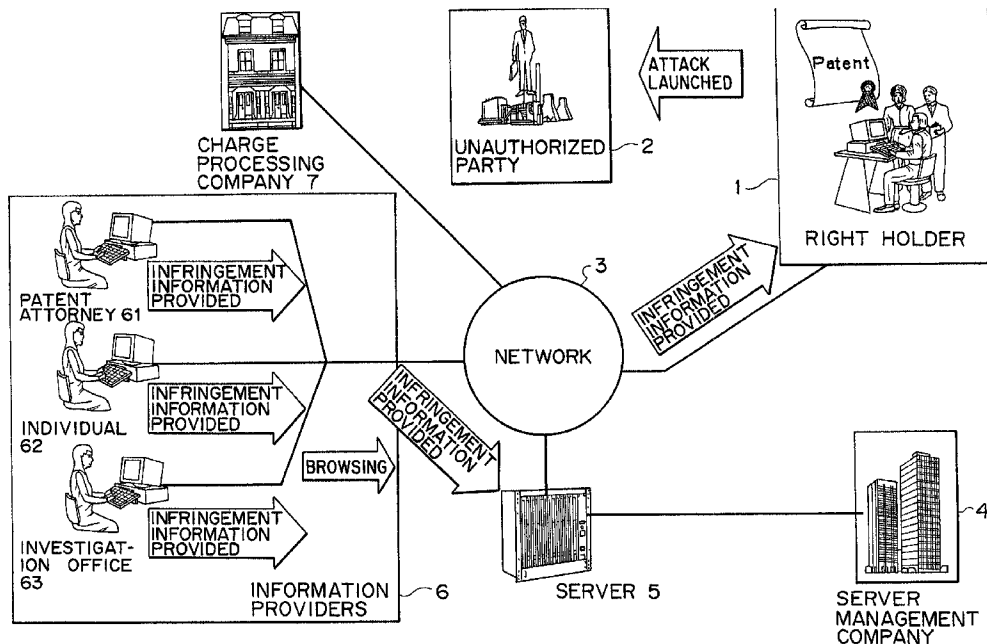 CHARGE
PROCESSING
COMPANY 7
UNAUTHORIZED
PARTY
2
ATTACK
LAUNCHED
Patent
1
RIGHT HOLDER
3
NETWORK
INFRINGEMENT
INFORMATION
PROVIDED
PATENT
ATTORNEY 61
INFRINGEMENT
INFORMATION
PROVIDED
INDIVIDUAL
62
INFRINGEMENT
INFORMATION
PROVIDED
INVESTIGAT-
ION OFFICE
63
INFRINGEMENT
INFORMATION
PROVIDED
BROWSING
INFRINGEMENT
INFORMATION
PROVIDED
INFORMATION
PROVIDERS
6
SERVER 5
4
SERVER
MANAGEMENT
COMPANY